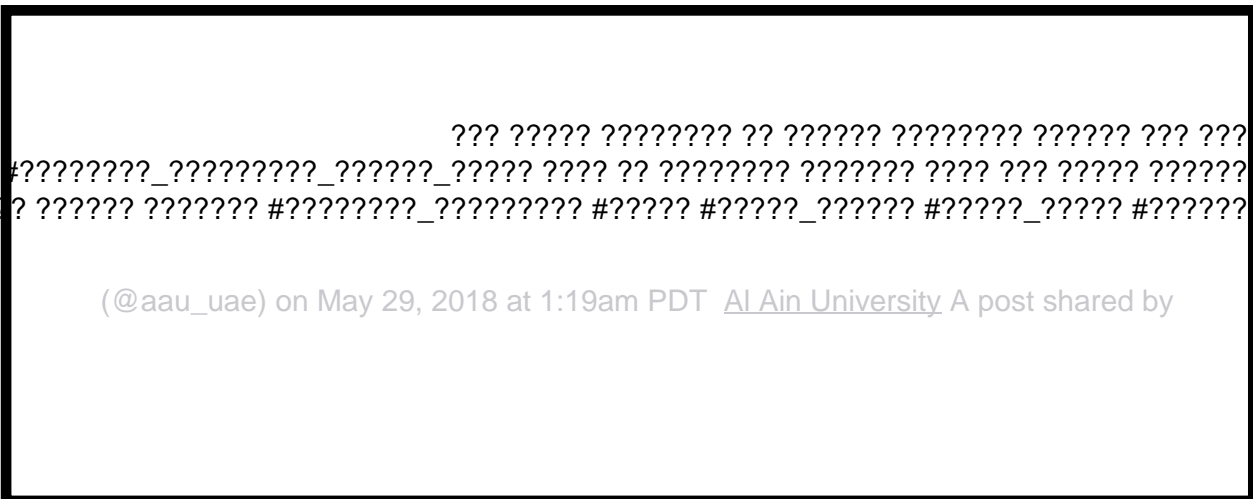 ??? ????? ???????? ?? ?????? ???????? ?????? ??? ???
#????????_?????????_??????_????? ???? ?? ???????? ??????? ???? ??? ????? ??????
? ?????? ??????? #????????_????????? #????? #?????_?????? #?????_????? #??????
(@aau_uae) on May 29, 2018 at 1:19am PDT Al Ain University A post shared by